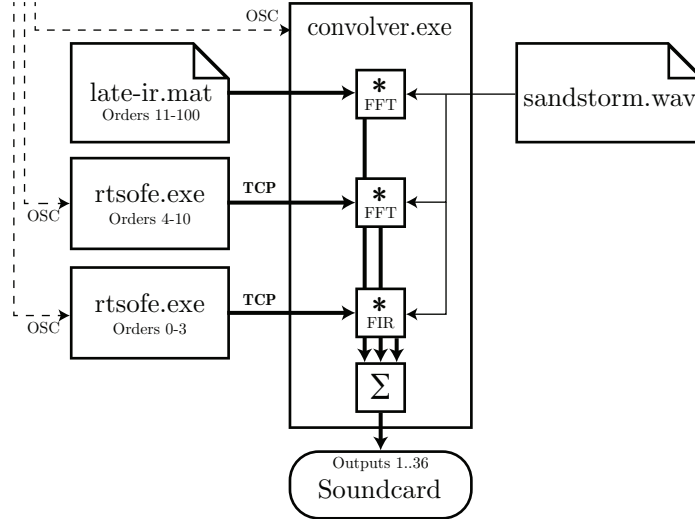 OSC
convolver.exe
late-ir.mat
Orders 11-100
*
FFT
sandstorm.wav
rtsofe.exe
Orders 4-10
OSC
TCP
*
FFT
rtsofe.exe
Orders 0-3
OSC
TCP
*
FIR
Σ
Outputs 1..36
Soundcard